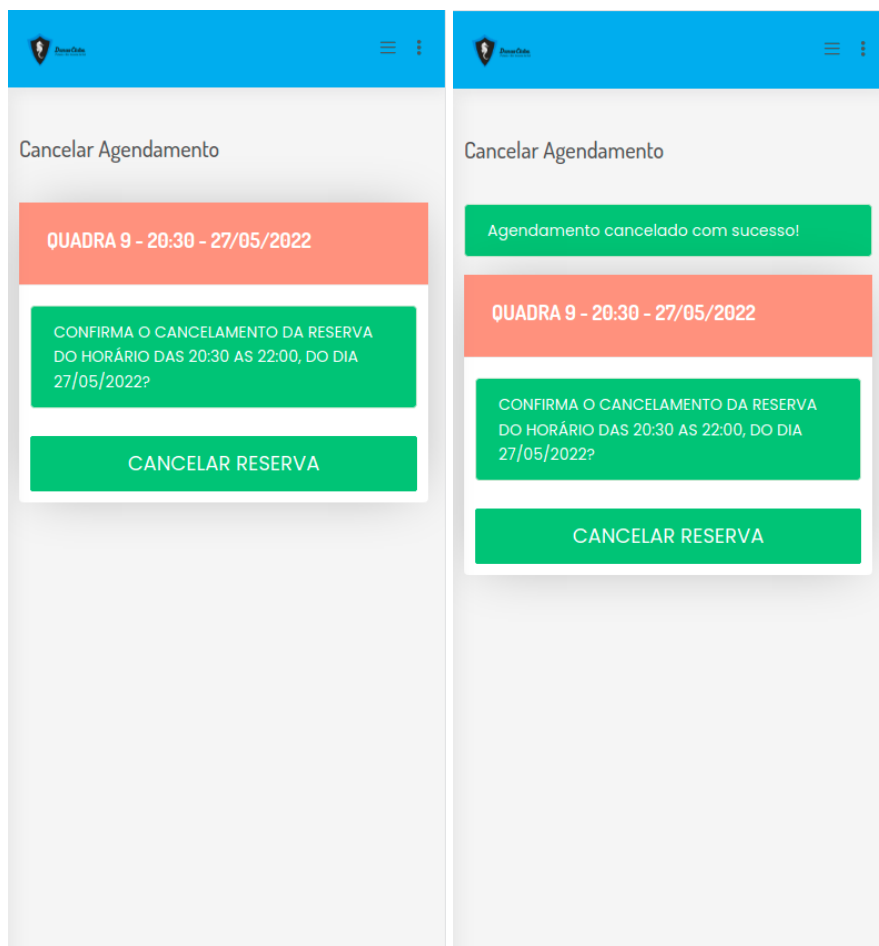 Cancelar Agendamento
QUADRA 9 - 20:30 - 27/05/2022
CONFIRMA O CANCELAMENTO DA RESERVA
DO HORÁRIO DAS 20:30 AS 22:00, DO DIA
27/05/2022?
CANCELAR RESERVA
Cancelar Agendamento
Agendamento cancelado com sucesso!
QUADRA 9 - 20:30 - 27/05/2022
CONFIRMA O CANCELAMENTO DA RESERVA
DO HORÁRIO DAS 20:30 AS 22:00, DO DIA
27/05/2022?
CANCELAR RESERVA